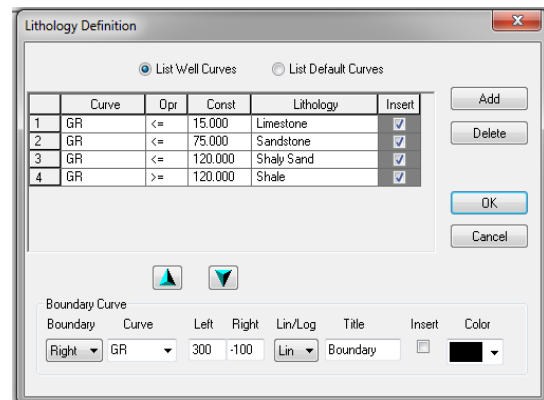 Lithology Definition
List Well Curves List Default Curves
Curve Opr Const Lithology Insert
1 GR <= 15.000 Limestone
2 GR <= 75.000 Sandstone
3 GR <= 120.000 Shaly Sand
4 GR >= 120.000 Shale
Add
Delete
OK
Cancel
Boundary Curve
Boundary Curve Left Right Lin/Log Title Insert Color
Right GR 300 -100 Lin Boundary